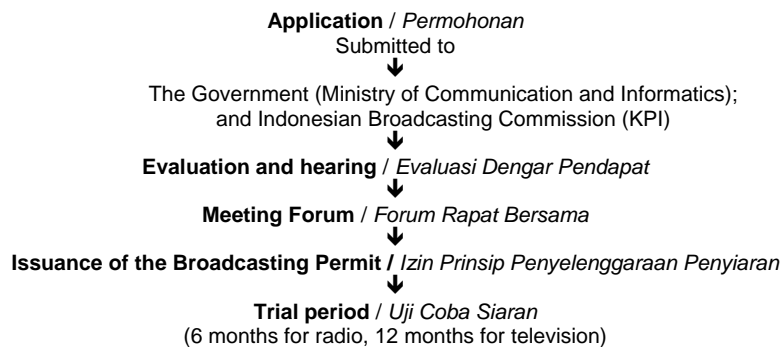 Application / Permohonan
Submitted to
The Government (Ministry of Communication and Informatics);
and Indonesian Broadcasting Commission (KPI)
Evaluation and hearing / Evaluasi Dengar Pendapat
Meeting Forum / Forum Rapat Bersama
Issuance of the Broadcasting Permit / Izin Prinsip Penyelenggaraan Penyiaran
Trial period / Uji Coba Siaran
(6 months for radio, 12 months for television)